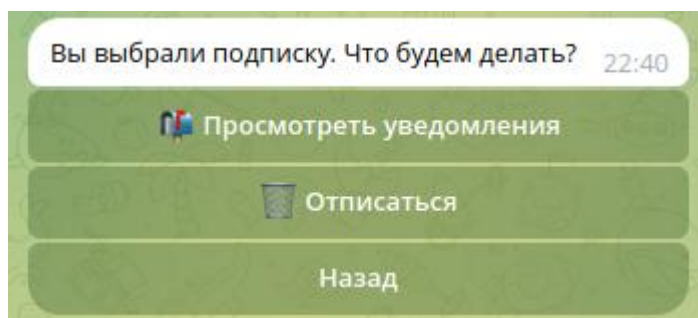 Вы выбрали подписку. Что будем делать? 22:40
📬 Просмотреть уведомления
🗑 Отписаться
Назад